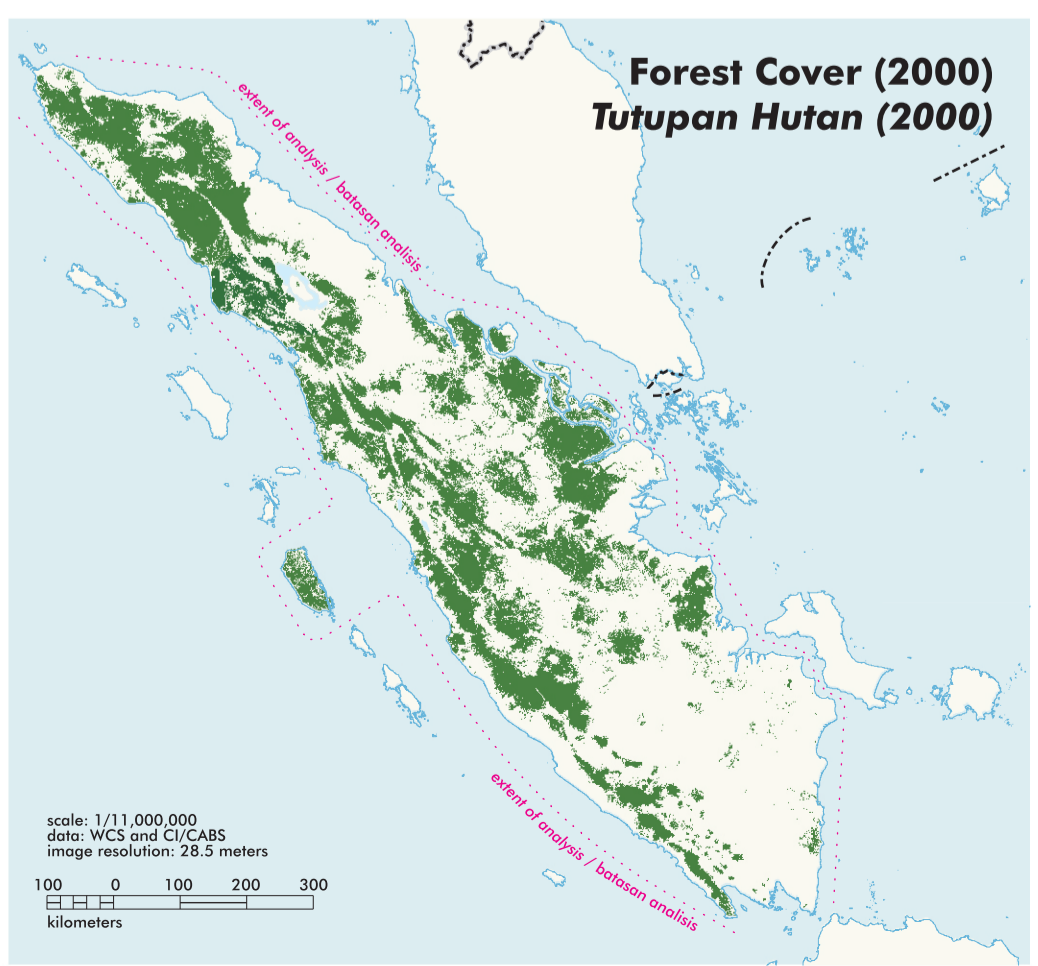 Forest Cover (2000)
Tutupan Hutan (2000)
extent of analysis / batasan analisis
extent of analysis / batasan analisis
scale: 1/11,000,000
data: WCS and CI/CABS
image resolution: 28.5 meters
100 0 100 200 300
kilometers